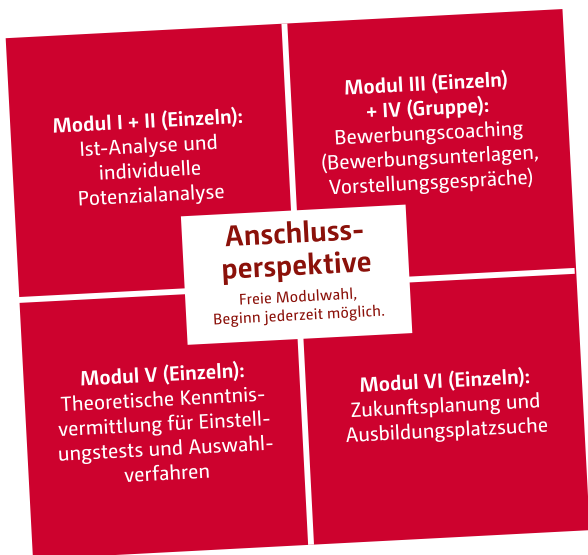 Modul I + II (Einzeln):
Ist-Analyse und
individuelle
Potenzialanalyse
Modul III (Einzeln)
+ IV (Gruppe):
Bewerbungscoaching
(Bewerbungsunterlagen,
Vorstellungsgespräche)
Anschluss-
perspektive
Freie Modulwahl,
Beginn jederzeit möglich.
Modul V (Einzeln):
Theoretische Kenntnis-
vermittlung für Einstell-
ungstests und Auswahl-
verfahren
Modul VI (Einzeln):
Zukunftsplanung und
Ausbildungsplatzsuche